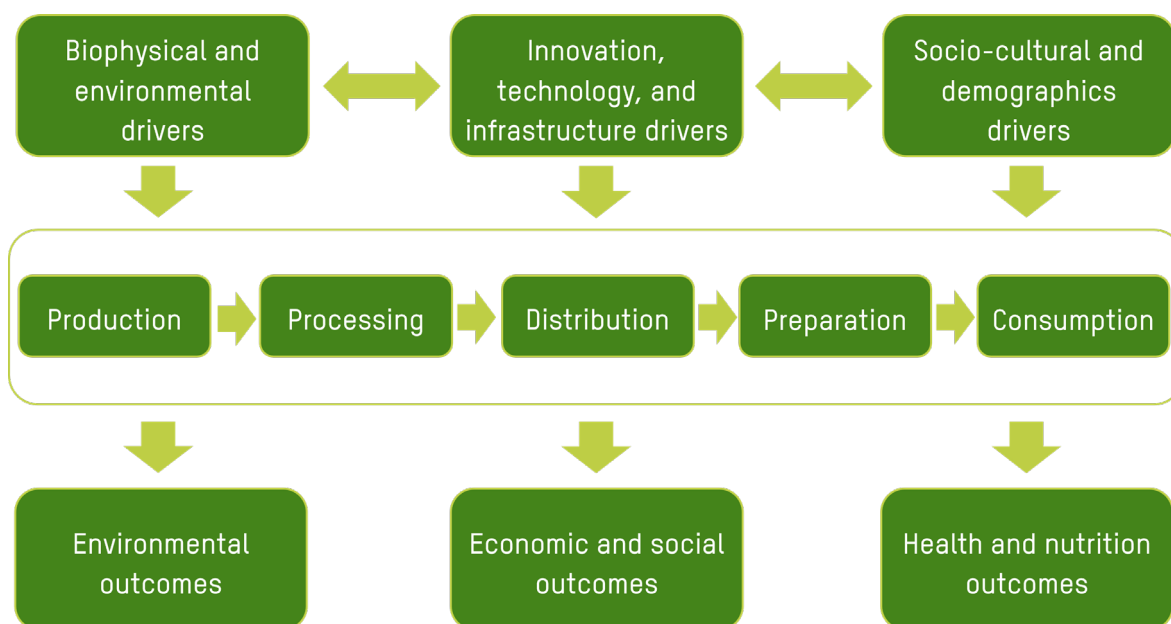 Biophysical and
environmental
drivers
Innovation,
technology, and
infrastructure drivers
Socio-cultural and
demographics
drivers
Production
Processing
Distribution
Preparation
Consumption
Environmental
outcomes
Economic and social
outcomes
Health and nutrition
outcomes